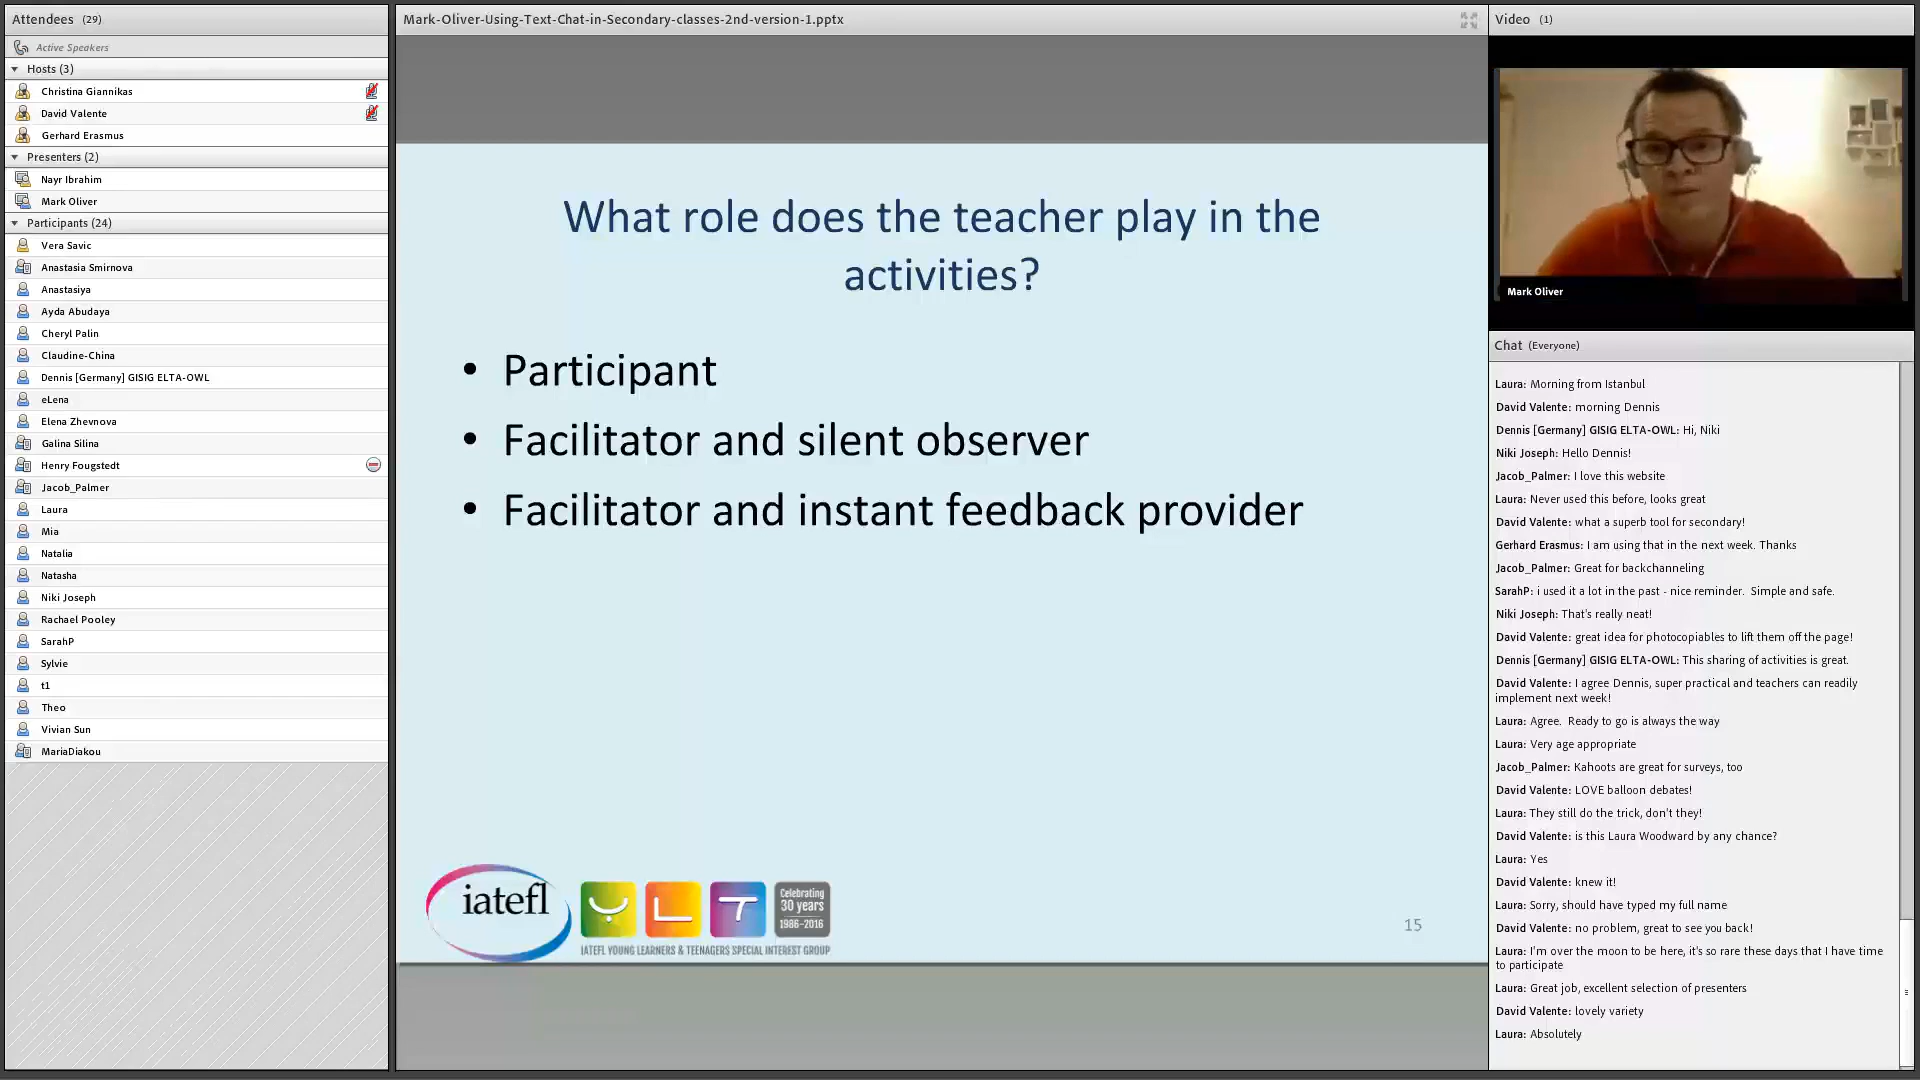 Attendees (29)
Active Speakers
Hosts (3)
Christina Giannikas
David Valente
Gerhard Erasmus
Presenters (2)
Nayr Ibrahim
Mark Oliver
Participants (24)
Vera Savic
Anastasia Smirnova
Anastasiya
Ayda Abudaya
Cheryl Palin
Claudine-China
Dennis [Germany] GISIG ELTA-OWL
eLena
Elena Zhevnova
Galina Silina
Henry Fougstedt
Jacob_Palmer
Laura
Mia
Natalia
Natasha
Niki Joseph
Rachael Pooley
SarahP
Sylvie
t1
Theo
Vivian Sun
MariaDiakou
Mark-Oliver-Using-Text-Chat-in-Secondary-classes-2nd-version-1.pptx
What role does the teacher play in the
activities?
• Participant
• Facilitator and silent observer
• Facilitator and instant feedback provider
iatefl
Y L T
Celebrating
30 years
1986–2016
IATEFL YOUNG LEARNERS & TEENAGERS SPECIAL INTEREST GROUP
15
Video (1)
Mark Oliver
Chat (Everyone)
Laura: Morning from Istanbul
David Valente: morning Dennis
Dennis [Germany] GISIG ELTA-OWL: Hi, Niki
Niki Joseph: Hello Dennis!
Jacob_Palmer: I love this website
Laura: Never used this before, looks great
David Valente: what a superb tool for secondary!
Gerhard Erasmus: I am using that in the next week. Thanks
Jacob_Palmer: Great for backchanneling
SarahP: i used it a lot in the past - nice reminder. Simple and safe.
Niki Joseph: That's really neat!
David Valente: great idea for photocopiables to lift them off the page!
Dennis [Germany] GISIG ELTA-OWL: This sharing of activities is great.
David Valente: I agree Dennis, super practical and teachers can readily
implement next week!
Laura: Agree. Ready to go is always the way
Laura: Very age appropriate
Jacob_Palmer: Kahoots are great for surveys, too
David Valente: LOVE balloon debates!
Laura: They still do the trick, don't they!
David Valente: is this Laura Woodward by any chance?
Laura: Yes
David Valente: knew it!
Laura: Sorry, should have typed my full name
David Valente: no problem, great to see you back!
Laura: I'm over the moon to be here, it's so rare these days that I have time
to participate
Laura: Great job, excellent selection of presenters
David Valente: lovely variety
Laura: Absolutely